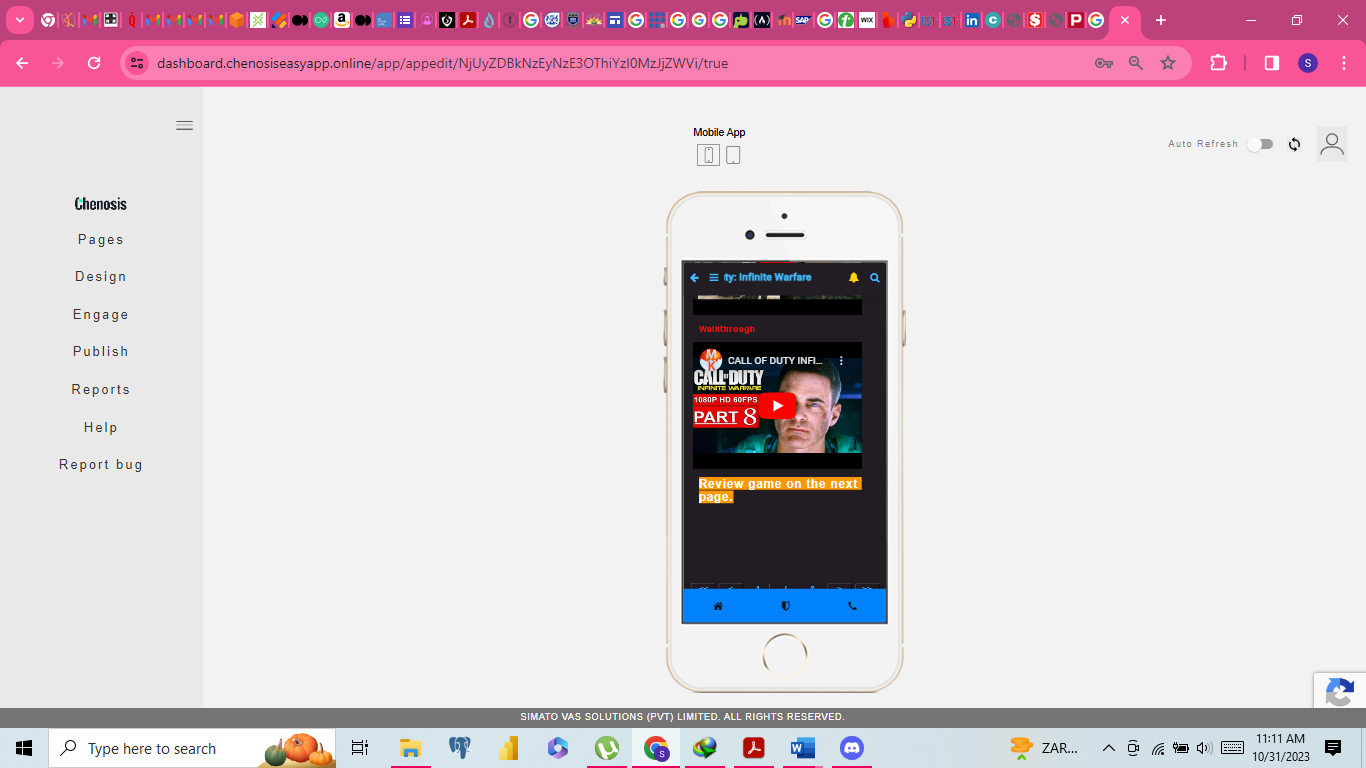 dashboard.chenosiseasyapp.online/app/appedit/NjUyZDBkNzEyNzE3OThiYzI0MzJjZWVi/true
S
Mobile App
Auto Refresh
Chenosis
Pages
Design
Engage
Publish
Reports
Help
Report bug
ty: Infinite Warfare
Walkthrough
CALL OF DUTY INFI...
MK
CALL OF DUTY
INFINITE WARFARE
1080P HD 60FPS
PART 8
Review game on the next
page.
SIMATO VAS SOLUTIONS (PVT) LIMITED. ALL RIGHTS RESERVED.
Type here to search
ZAR...
11:11 AM
10/31/2023